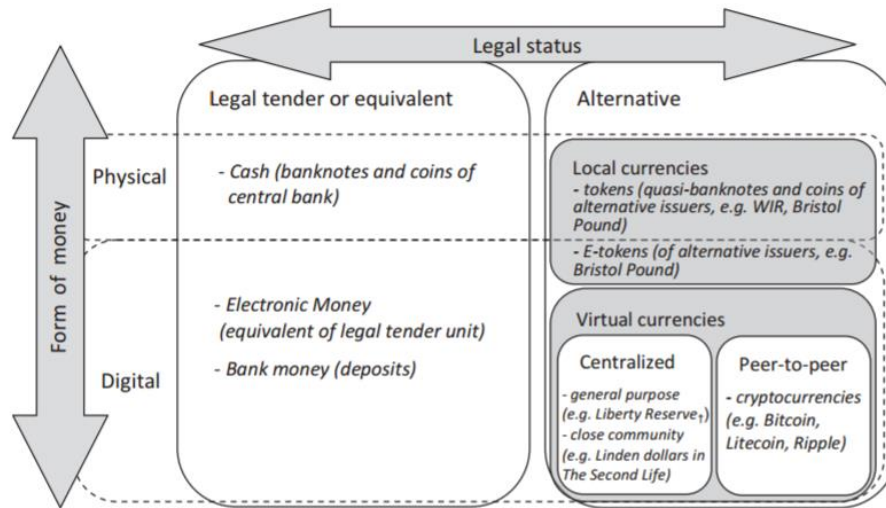 Legal status
Form of money
Legal tender or equivalent
Alternative
Physical
- Cash (banknotes and coins of
central bank)
Local currencies
- tokens (quasi-banknotes and coins of
alternative issuers, e.g. WIR, Bristol
Pound)
- E-tokens (of alternative issuers, e.g.
Bristol Pound)
Digital
- Electronic Money
(equivalent of legal tender unit)
- Bank money (deposits)
Virtual currencies
Centralized
- general purpose
(e.g. Liberty Reserve†)
- close community
(e.g. Linden dollars in
The Second Life)
Peer-to-peer
- cryptocurrencies
(e.g. Bitcoin,
Litecoin, Ripple)